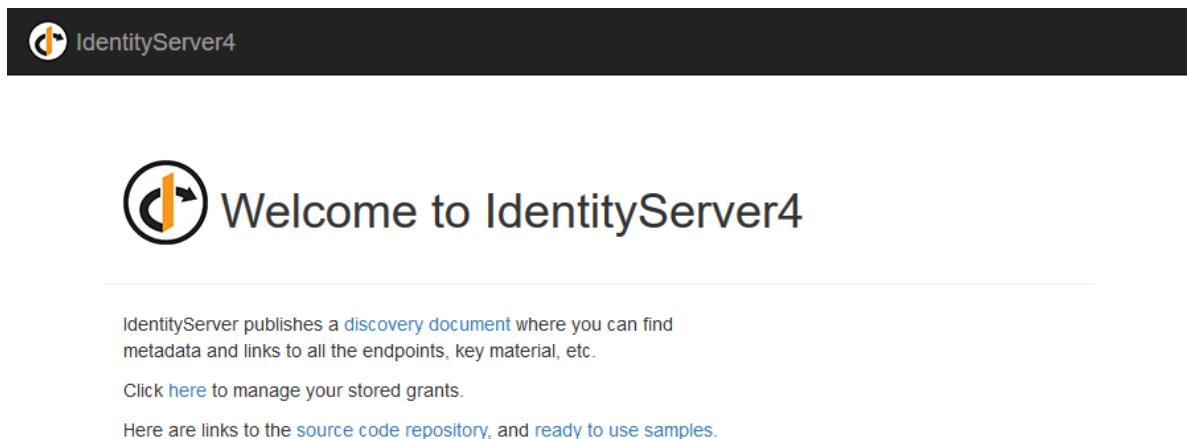 IdentityServer4
Welcome to IdentityServer4
IdentityServer publishes a discovery document where you can find
metadata and links to all the endpoints, key material, etc.
Click here to manage your stored grants.
Here are links to the source code repository, and ready to use samples.